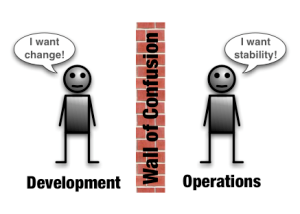 I want
change!
Wall of Confusion
I want
stability!
Development
Operations